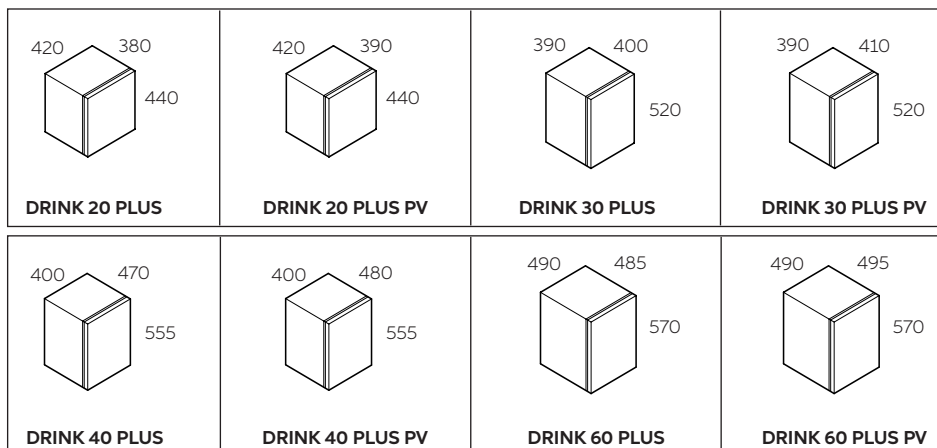 420 380
440
DRINK 20 PLUS
420 390
440
DRINK 20 PLUS PV
390 400
520
DRINK 30 PLUS
390 410
520
DRINK 30 PLUS PV
400 470
555
DRINK 40 PLUS
400 480
555
DRINK 40 PLUS PV
490 485
570
DRINK 60 PLUS
490 495
570
DRINK 60 PLUS PV